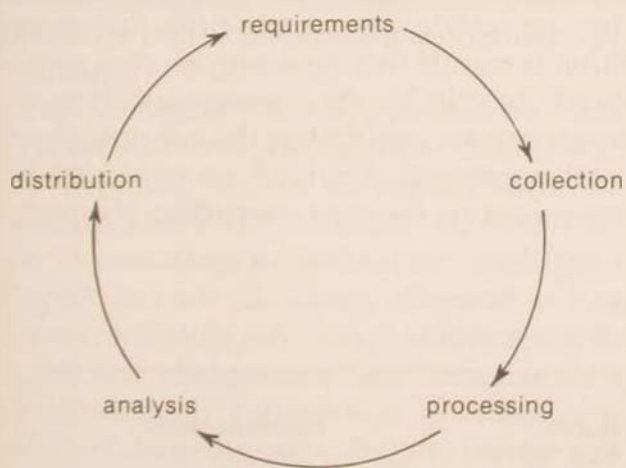 requirements
distribution
collection
analysis
processing